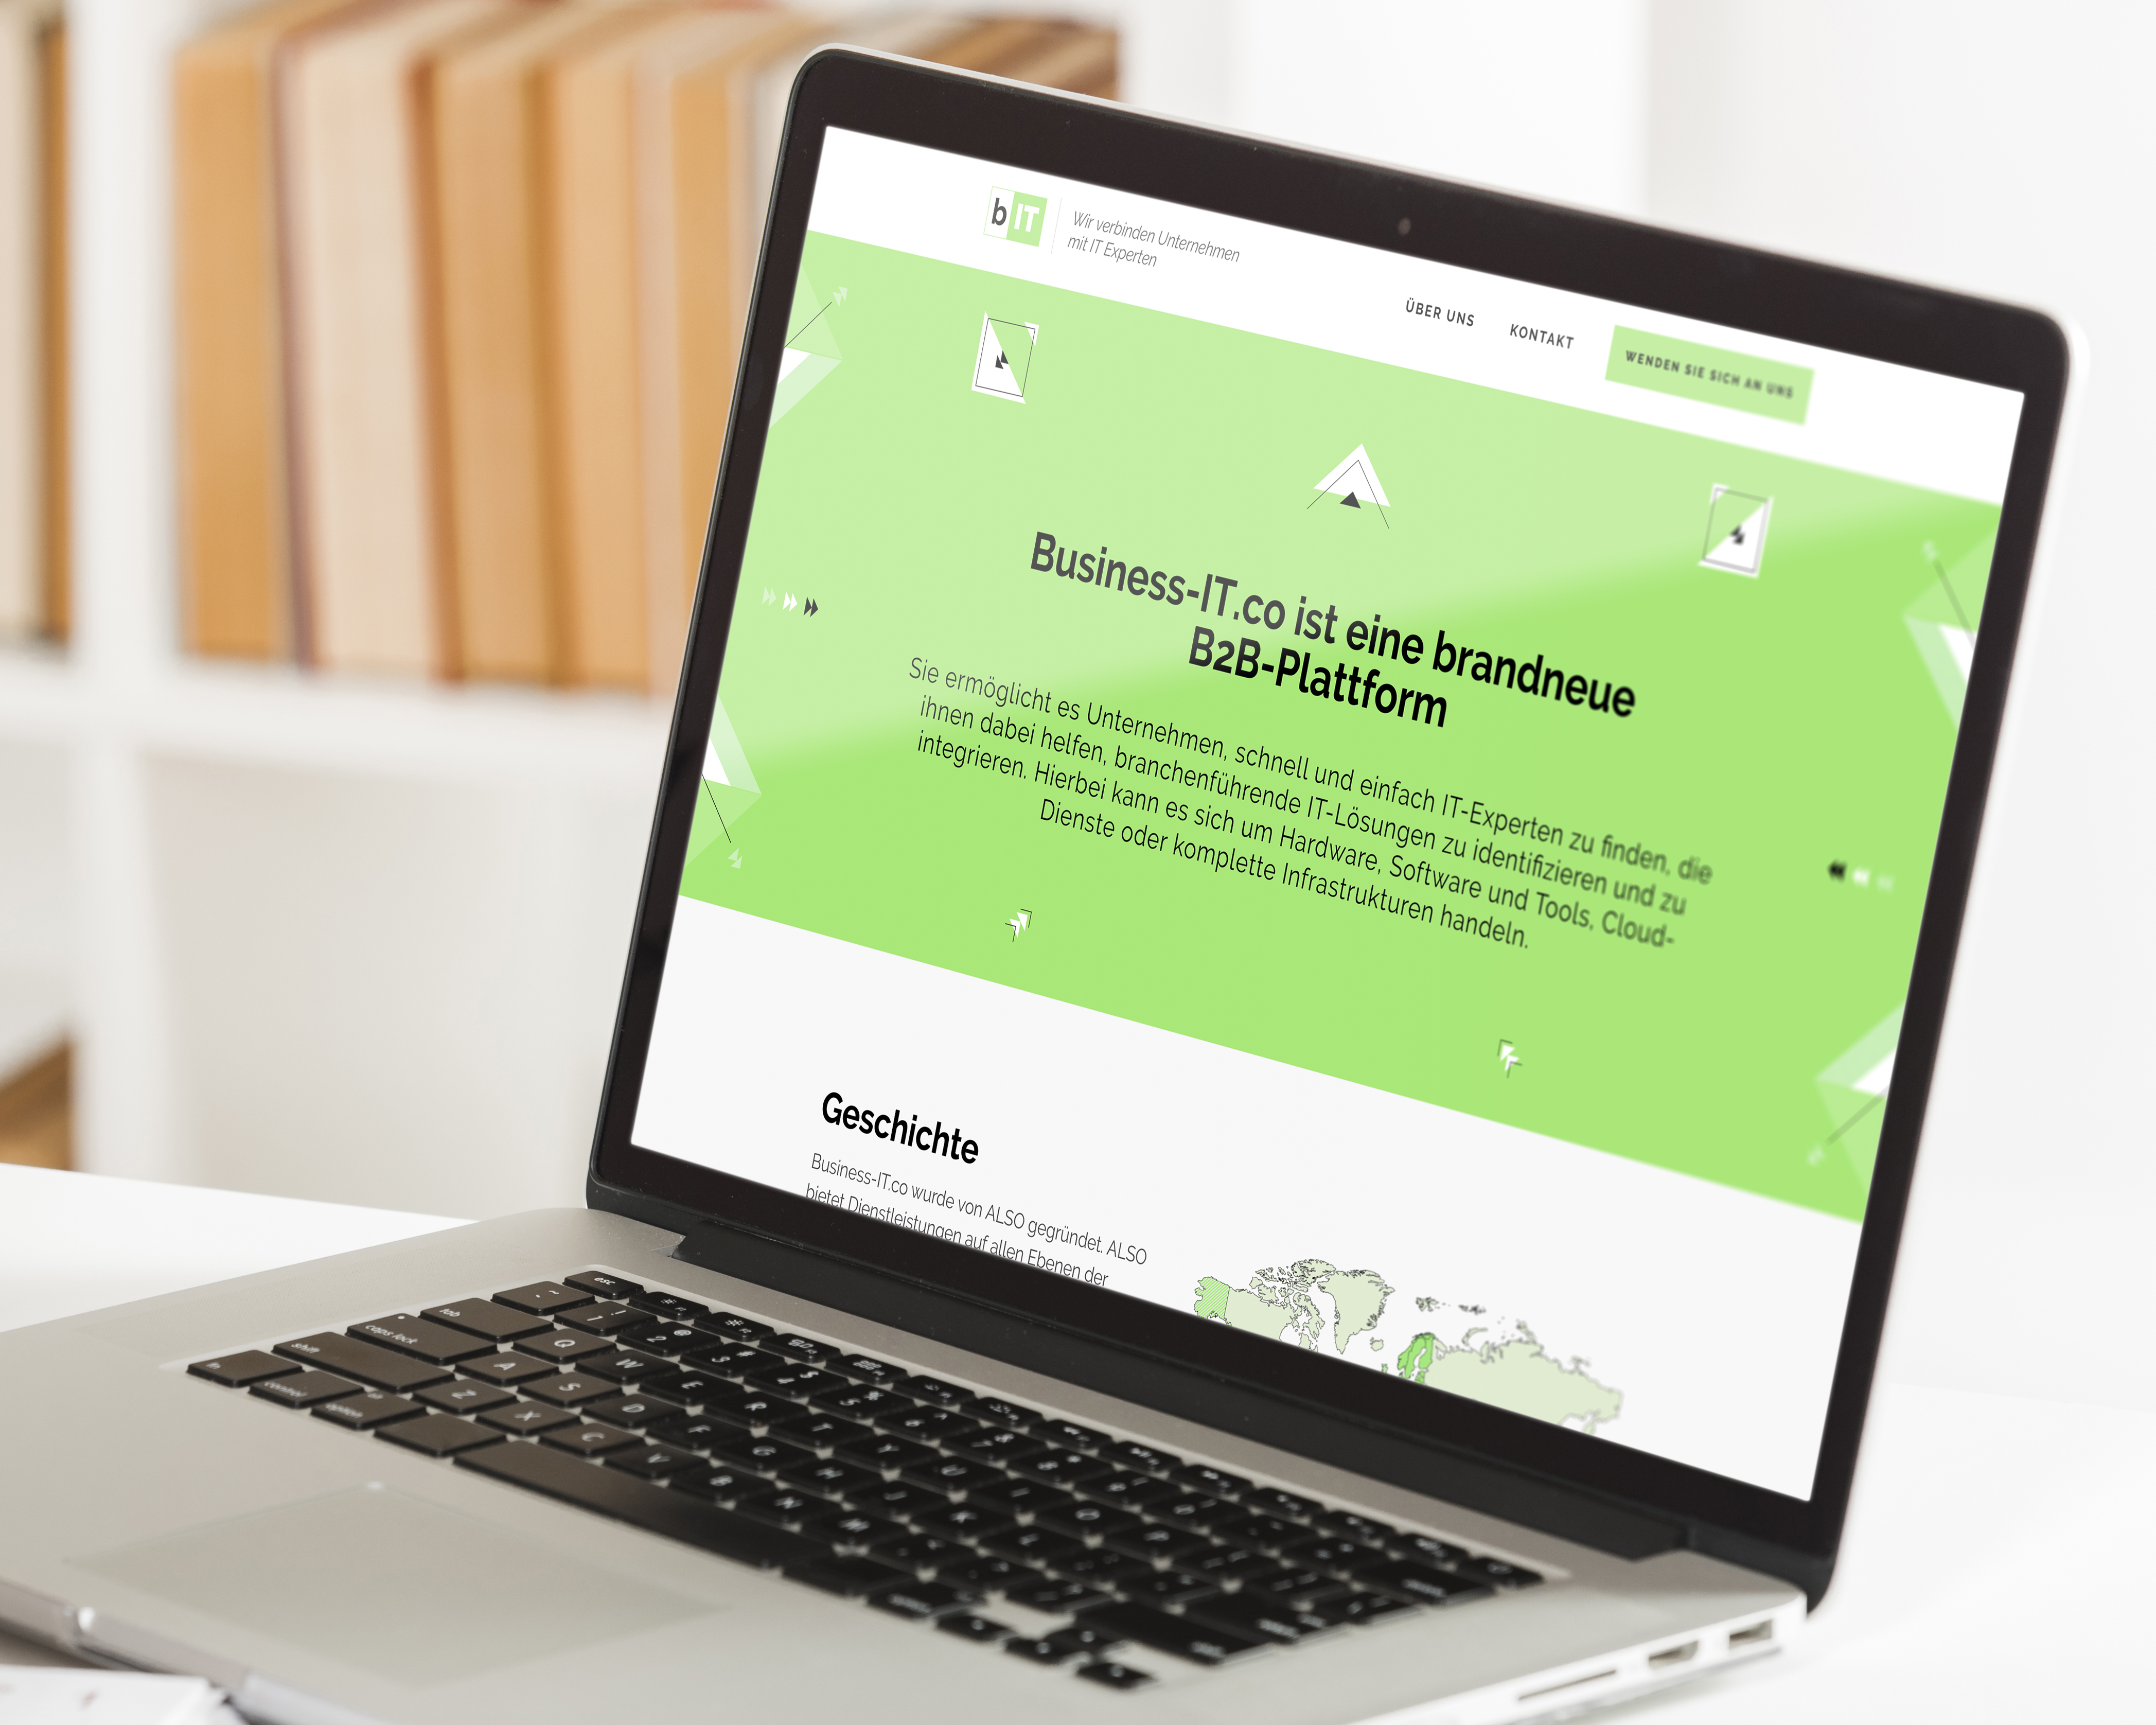 bIT
Wir verbinden Unternehmen
mit IT Experten
ÜBER UNS
KONTAKT
WENDEN SIE SICH AN UNS
Business-IT.co ist eine brandneue
B2B-Plattform
Sie ermöglicht es Unternehmen, schnell und einfach IT-Experten zu finden, die
ihnen dabei helfen, branchenführende IT-Lösungen zu identifizieren und zu
integrieren. Hierbei kann es sich um Hardware, Software und Tools, Cloud-
Dienste oder komplette Infrastrukturen handeln.
Geschichte
Business-IT.co wurde von ALSO gegründet. ALSO
bietet Dienstleistungen auf allen Ebenen der
esc
tab
Q W E R T Y U I O P
caps lock
A S D F G H J K L
shift
Z X C V B N M
fn control option